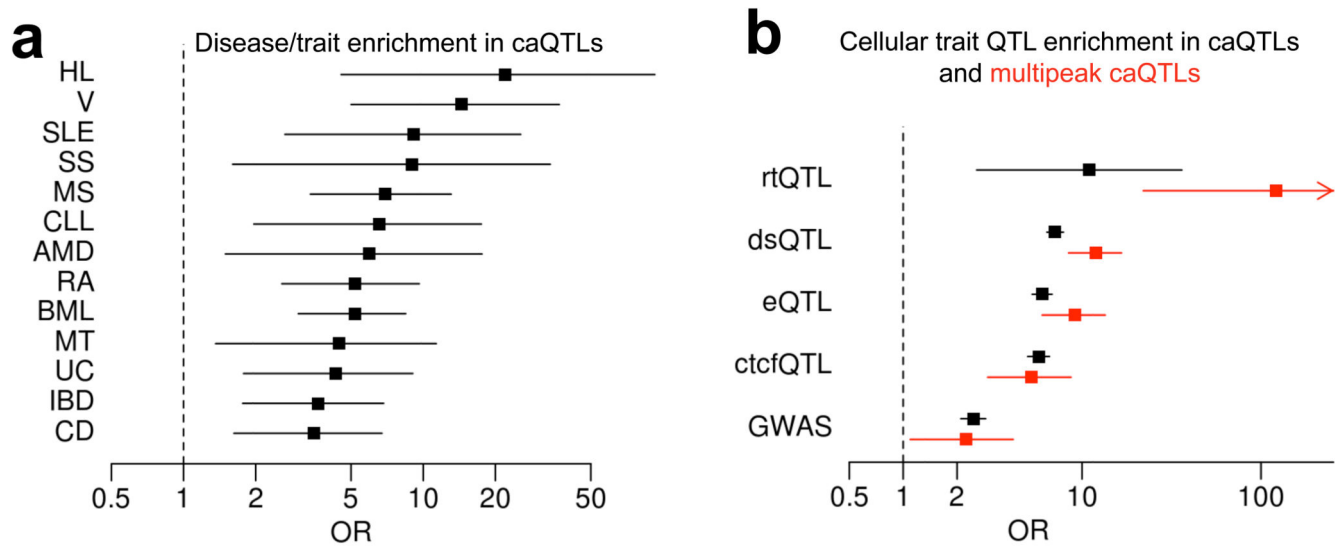 a
Disease/trait enrichment in caQTLs
HL
V
SLE
SS
MS
CLL
AMD
RA
BML
MT
UC
IBD
CD
0.5 1 2 5 10 20 50
OR
b
Cellular trait QTL enrichment in caQTLs
and multipeak caQTLs
rtQTL
dsQTL
eQTL
ctcfQTL
GWAS
0.5 1 2 10 100
OR